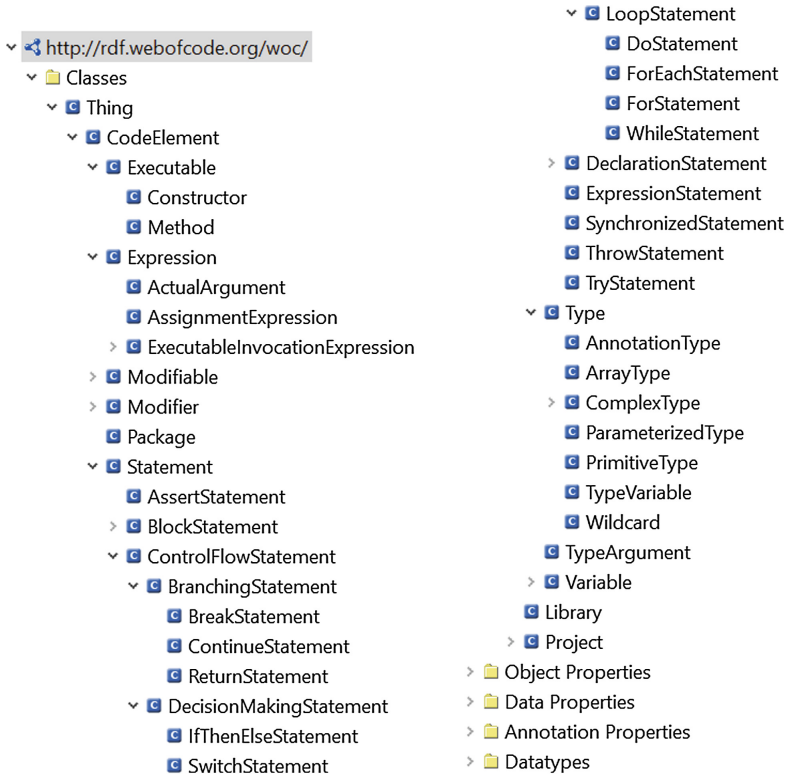 http://rdf.webofcode.org/woc/
Classes
Thing
CodeElement
Executable
Constructor
Method
Expression
ActualArgument
AssignmentExpression
ExecutableInvocationExpression
Modifiable
Modifier
Package
Statement
AssertStatement
BlockStatement
ControlFlowStatement
BranchingStatement
BreakStatement
ContinueStatement
ReturnStatement
DecisionMakingStatement
IfThenElseStatement
SwitchStatement
LoopStatement
DoStatement
ForEachStatement
ForStatement
WhileStatement
DeclarationStatement
ExpressionStatement
SynchronizedStatement
ThrowStatement
TryStatement
Type
AnnotationType
ArrayType
ComplexType
ParameterizedType
PrimitiveType
TypeVariable
Wildcard
TypeArgument
Variable
Library
Project
Object Properties
Data Properties
Annotation Properties
Datatypes